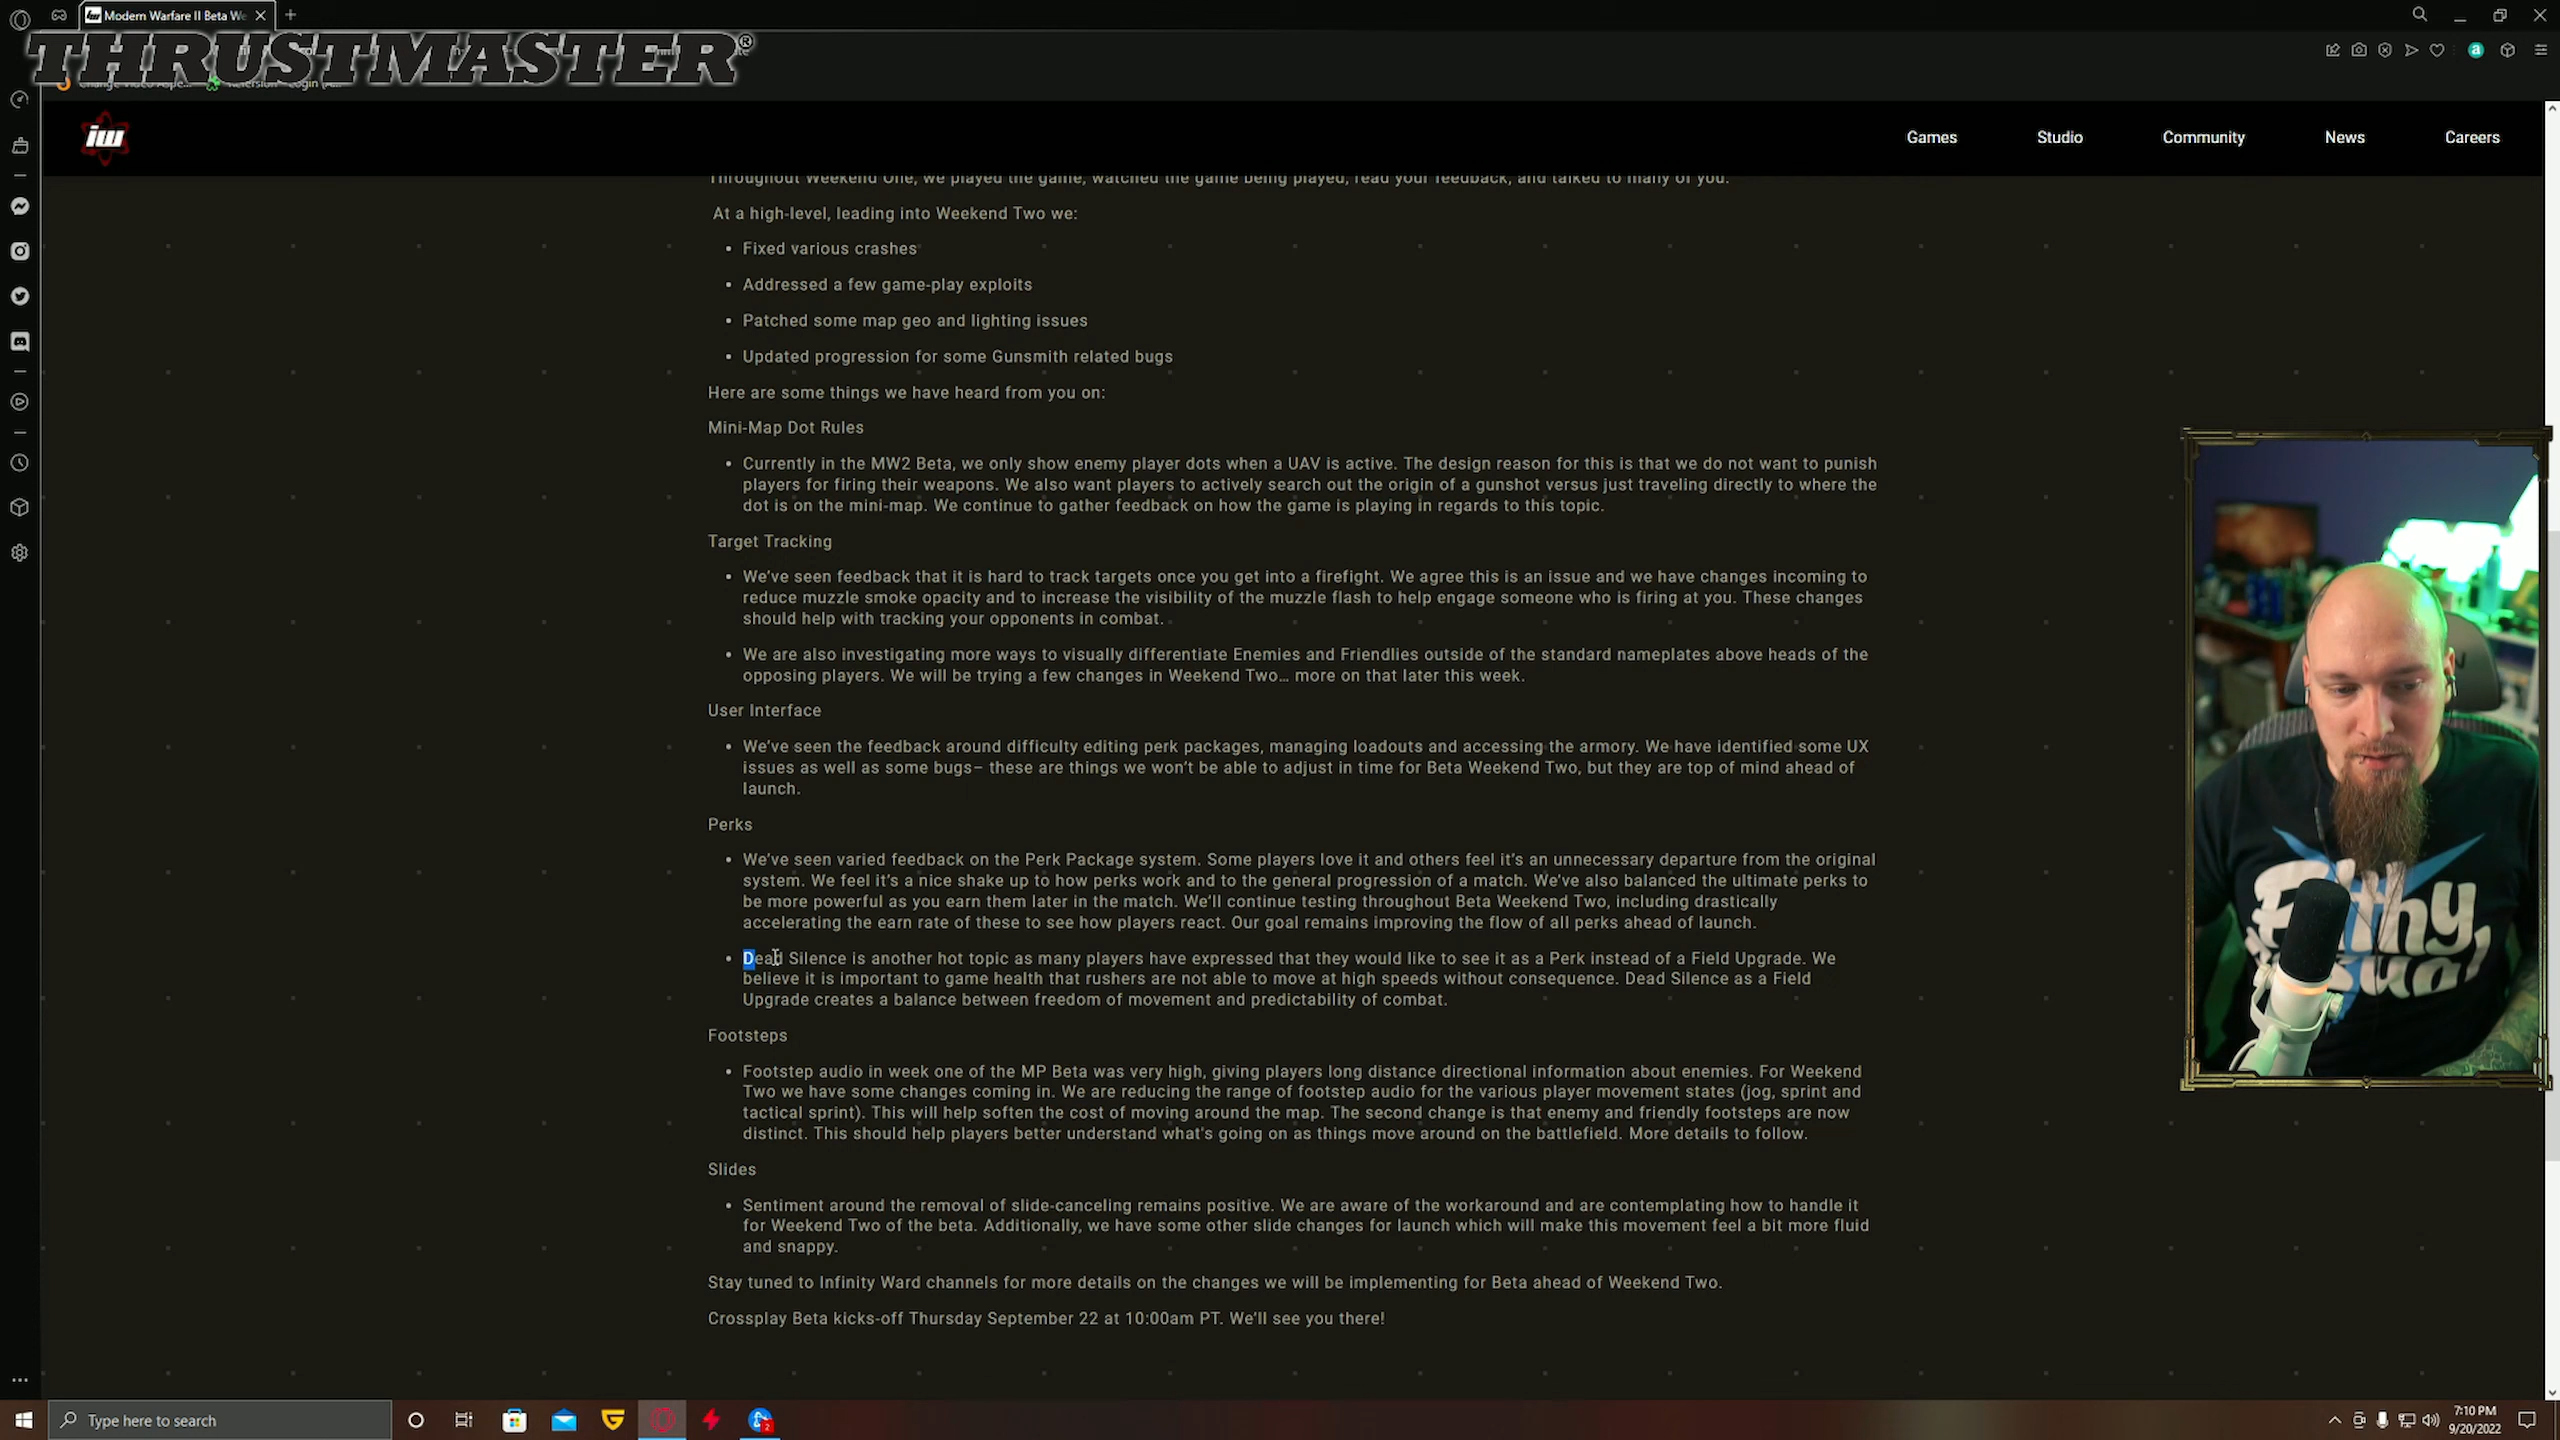 Modern Warfare II Beta We
THRUSTMASTER®
iw
Games
Studio
Community
News
Careers
Throughout Weekend One, we played the game, watched the game being played, read your feedback, and talked to many of you.
At a high-level, leading into Weekend Two we:
• Fixed various crashes
• Addressed a few game-play exploits
• Patched some map geo and lighting issues
• Updated progression for some Gunsmith related bugs
Here are some things we have heard from you on:
Mini-Map Dot Rules
• Currently in the MW2 Beta, we only show enemy player dots when a UAV is active. The design reason for this is that we do not want to punish
players for firing their weapons. We also want players to actively search out the origin of a gunshot versus just traveling directly to where the
dot is on the mini-map. We continue to gather feedback on how the game is playing in regards to this topic.
Target Tracking
• We've seen feedback that it is hard to track targets once you get into a firefight. We agree this is an issue and we have changes incoming to
reduce muzzle smoke opacity and to increase the visibility of the muzzle flash to help engage someone who is firing at you. These changes
should help with tracking your opponents in combat.
• We are also investigating more ways to visually differentiate Enemies and Friendlies outside of the standard nameplates above heads of the
opposing players. We will be trying a few changes in Weekend Two… more on that later this week.
User Interface
• We've seen the feedback around difficulty editing perk packages, managing loadouts and accessing the armory. We have identified some UX
issues as well as some bugs– these are things we won't be able to adjust in time for Beta Weekend Two, but they are top of mind ahead of
launch.
Perks
• We've seen varied feedback on the Perk Package system. Some players love it and others feel it's an unnecessary departure from the original
system. We feel it's a nice shake up to how perks work and to the general progression of a match. We've also balanced the ultimate perks to
be more powerful as you earn them later in the match. We'll continue testing throughout Beta Weekend Two, including drastically
accelerating the earn rate of these to see how players react. Our goal remains improving the flow of all perks ahead of launch.
• Dead Silence is another hot topic as many players have expressed that they would like to see it as a Perk instead of a Field Upgrade. We
believe it is important to game health that rushers are not able to move at high speeds without consequence. Dead Silence as a Field
Upgrade creates a balance between freedom of movement and predictability of combat.
Footsteps
• Footstep audio in week one of the MP Beta was very high, giving players long distance directional information about enemies. For Weekend
Two we have some changes coming in. We are reducing the range of footstep audio for the various player movement states (jog, sprint and
tactical sprint). This will help soften the cost of moving around the map. The second change is that enemy and friendly footsteps are now
distinct. This should help players better understand what's going on as things move around on the battlefield. More details to follow.
Slides
• Sentiment around the removal of slide-canceling remains positive. We are aware of the workaround and are contemplating how to handle it
for Weekend Two of the beta. Additionally, we have some other slide changes for launch which will make this movement feel a bit more fluid
and snappy.
Stay tuned to Infinity Ward channels for more details on the changes we will be implementing for Beta ahead of Weekend Two.
Crossplay Beta kicks-off Thursday September 22 at 10:00am PT. We'll see you there!
Filthy
Casual
Type here to search
7:10 PM
9/20/2022